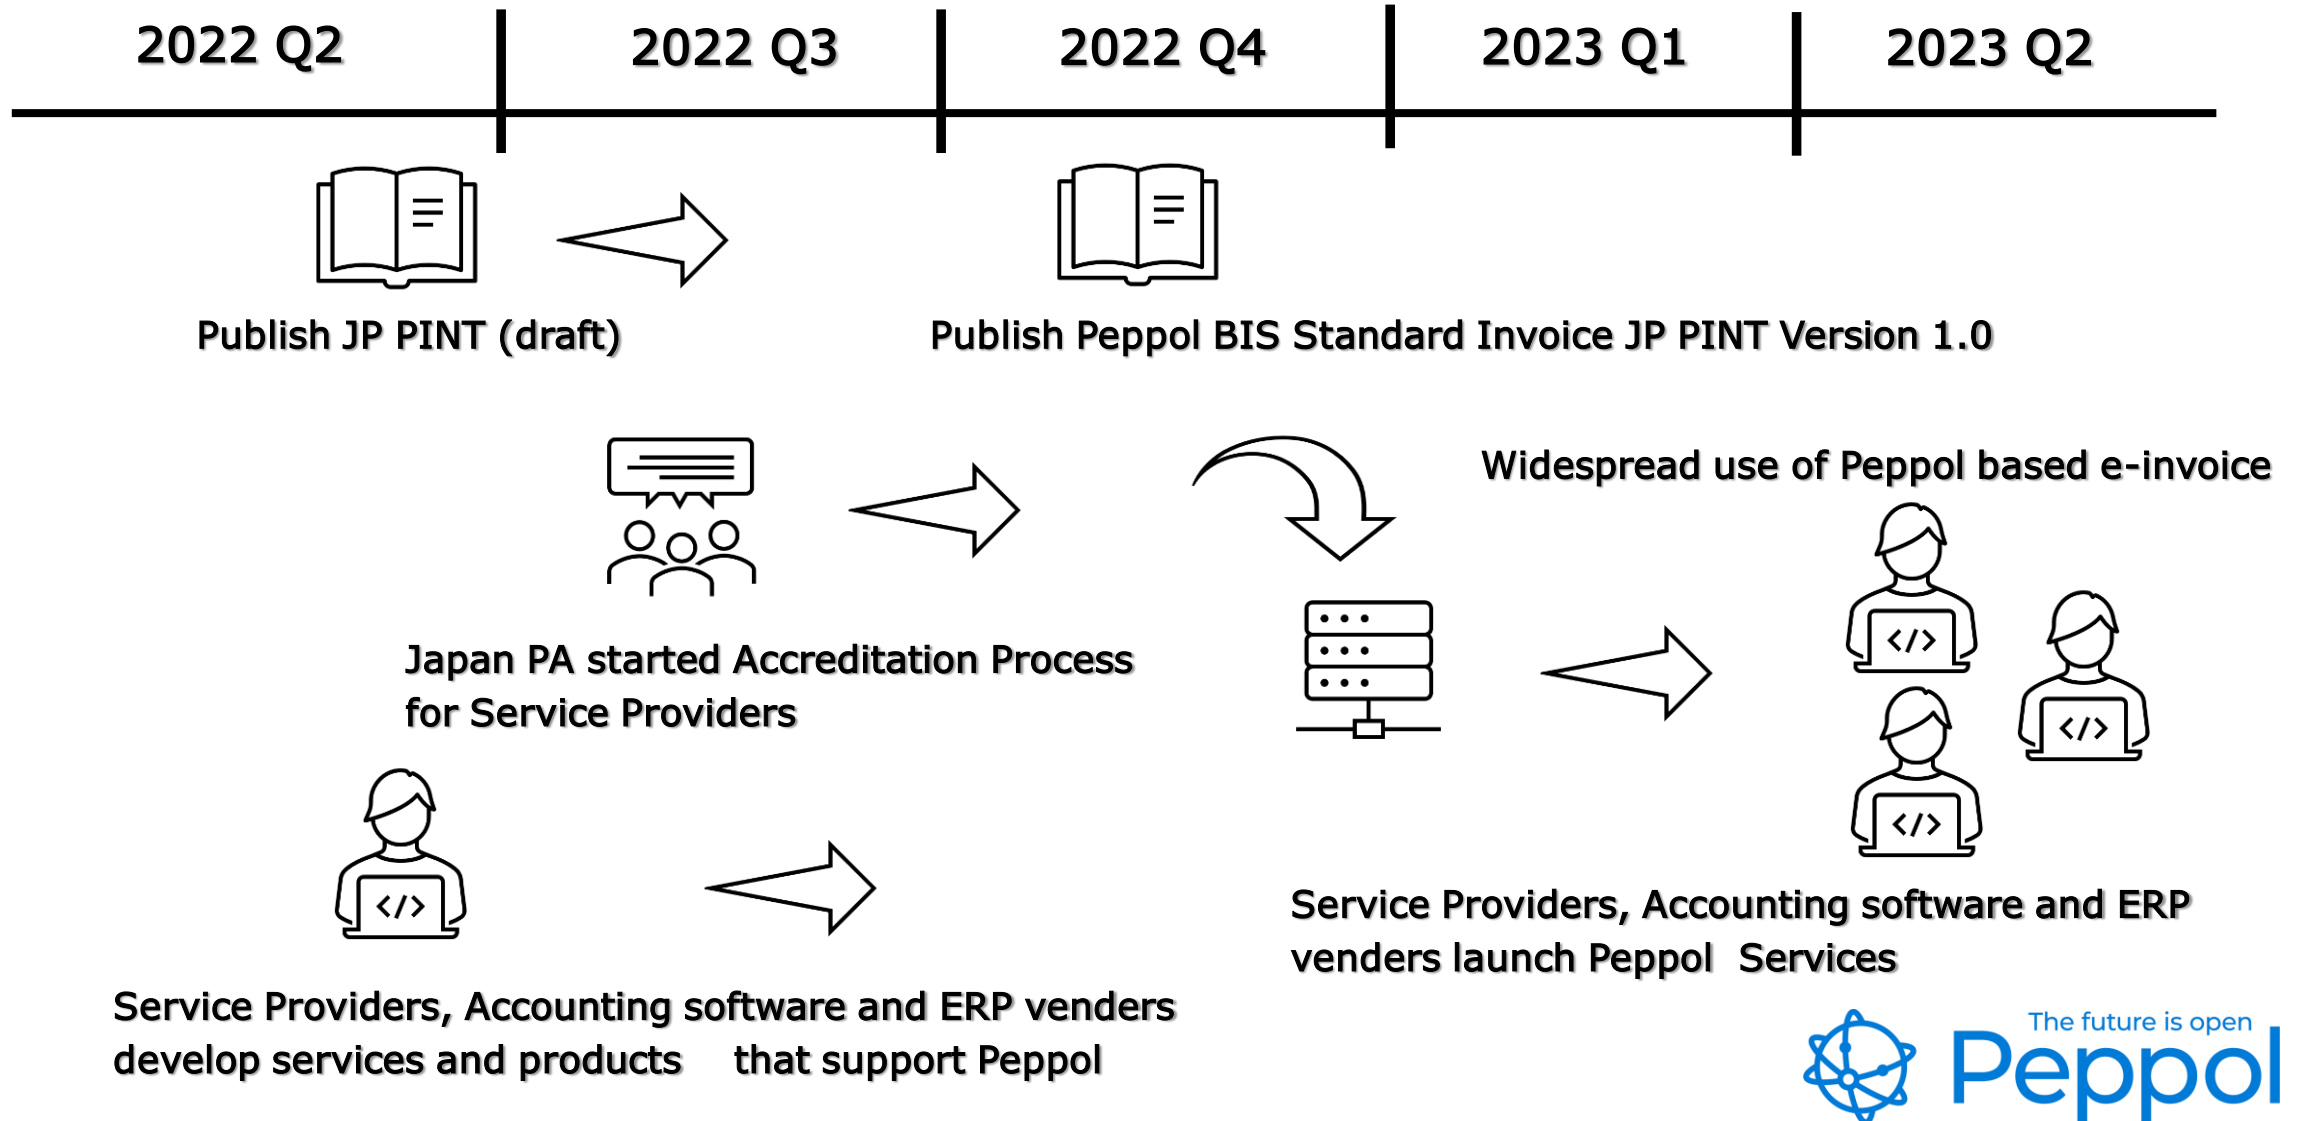 2022 Q2
2022 Q3
2022 Q4
2023 Q1
2023 Q2
Publish JP PINT (draft)
Publish Peppol BIS Standard Invoice JP PINT Version 1.0
Widespread use of Peppol based e-invoice
Japan PA started Accreditation Process
for Service Providers
Service Providers, Accounting software and ERP
venders launch Peppol Services
Service Providers, Accounting software and ERP venders
develop services and products that support Peppol
The future is open
Peppol